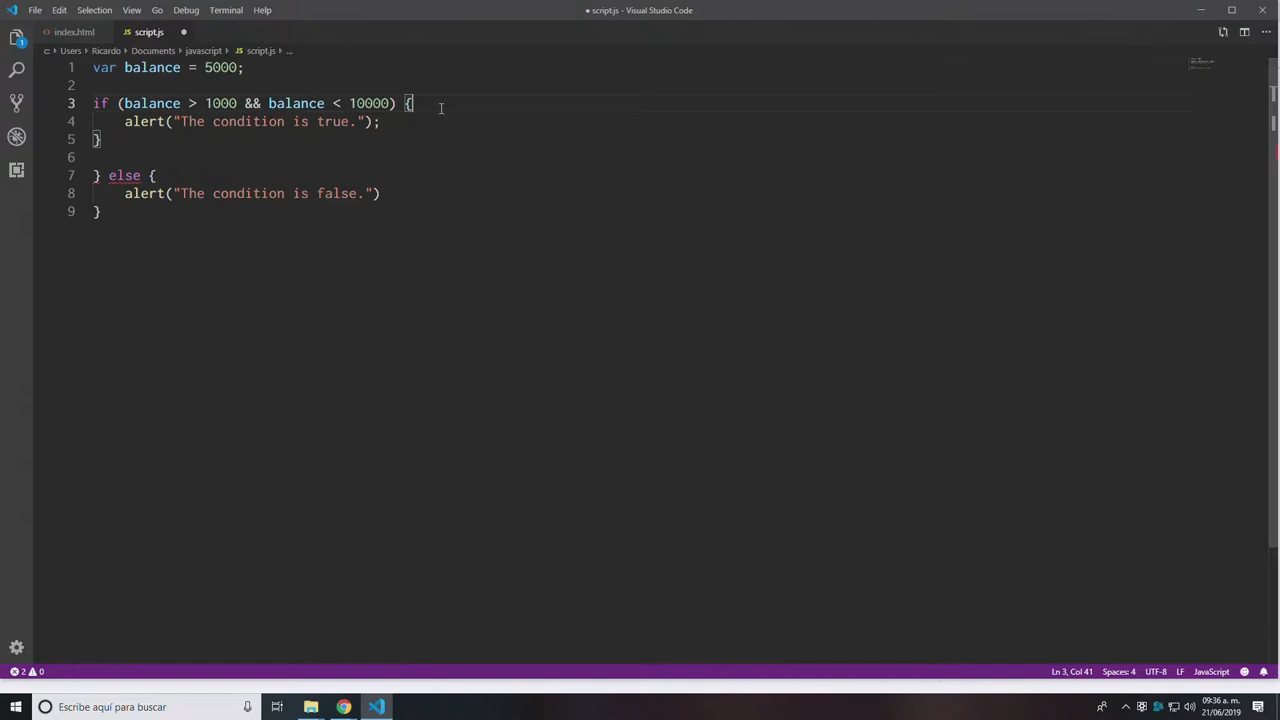 File Edit Selection View Go Debug Terminal Help
● script.js - Visual Studio Code
index.html JS script.js ●
C: › Users › Ricardo › Documents › javascript › JS script.js › ...
1 var balance = 5000;
2
3 if (balance > 1000 && balance < 10000) {
4 alert("The condition is true.");
5 }
6
7 } else {
8 alert("The condition is false.")
9 }
1
2 0
Ln 3, Col 41 Spaces: 4 UTF-8 LF JavaScript
Escribe aquí para buscar
09:36 a. m.
21/06/2019